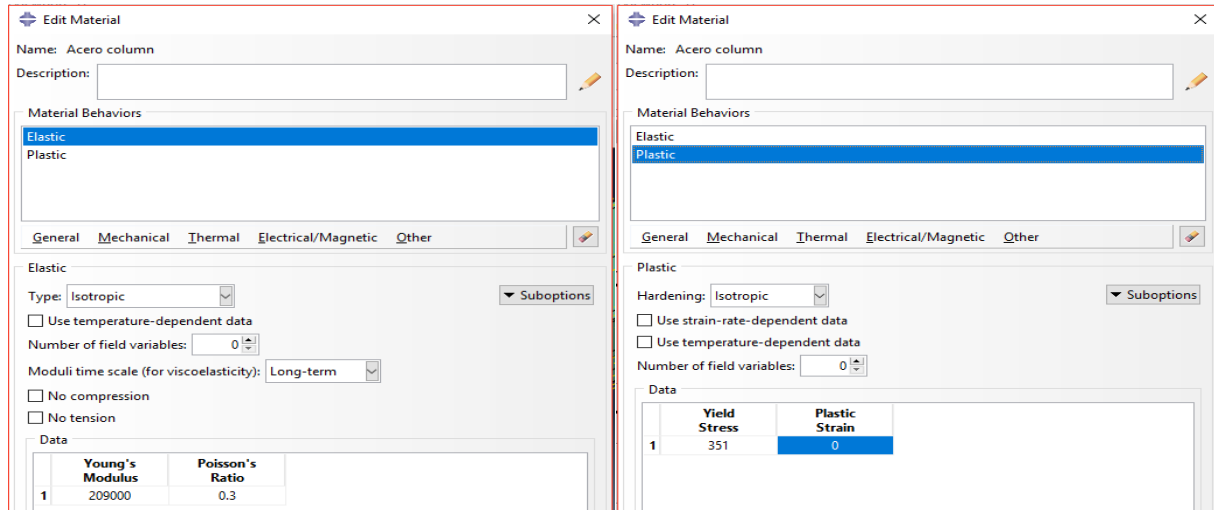 Edit Material
Name: Acero column
Description:
Material Behaviors
Elastic
Plastic
General Mechanical Thermal Electrical/Magnetic Other
Elastic
Type: Isotropic
Suboptions
Use temperature-dependent data
Number of field variables: 0
Moduli time scale (for viscoelasticity): Long-term
No compression
No tension
Data
Young's Modulus Poisson's Ratio
1 209000 0.3
Edit Material
Name: Acero column
Description:
Material Behaviors
Elastic
Plastic
General Mechanical Thermal Electrical/Magnetic Other
Plastic
Hardening: Isotropic
Suboptions
Use strain-rate-dependent data
Use temperature-dependent data
Number of field variables: 0
Data
Yield Stress Plastic Strain
1 351 0